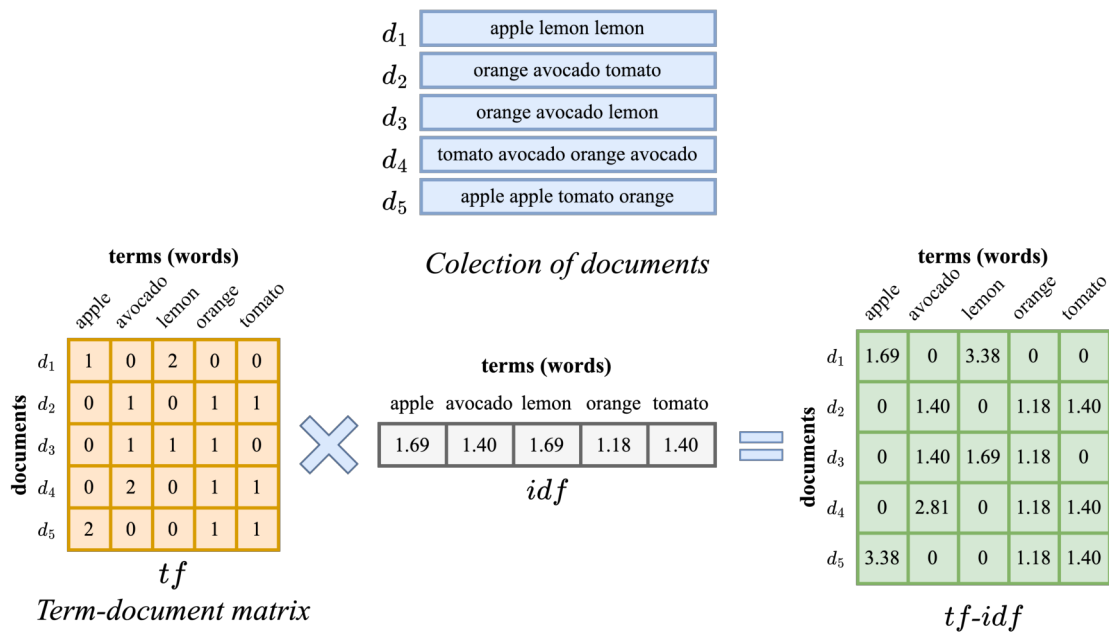 d1 apple lemon lemon
d2 orange avocado tomato
d3 orange avocado lemon
d4 tomato avocado orange avocado
d5 apple apple tomato orange
Colection of documents
terms (words)
apple avocado lemon orange tomato
documents
d1 1 0 2 0 0
d2 0 1 0 1 1
d3 0 1 1 1 0
d4 0 2 0 1 1
d5 2 0 0 1 1
tf
Term-document matrix
terms (words)
apple avocado lemon orange tomato
1.69 1.40 1.69 1.18 1.40
idf
terms (words)
apple avocado lemon orange tomato
documents
d1 1.69 0 3.38 0 0
d2 0 1.40 0 1.18 1.40
d3 0 1.40 1.69 1.18 0
d4 0 2.81 0 1.18 1.40
d5 3.38 0 0 1.18 1.40
tf-idf